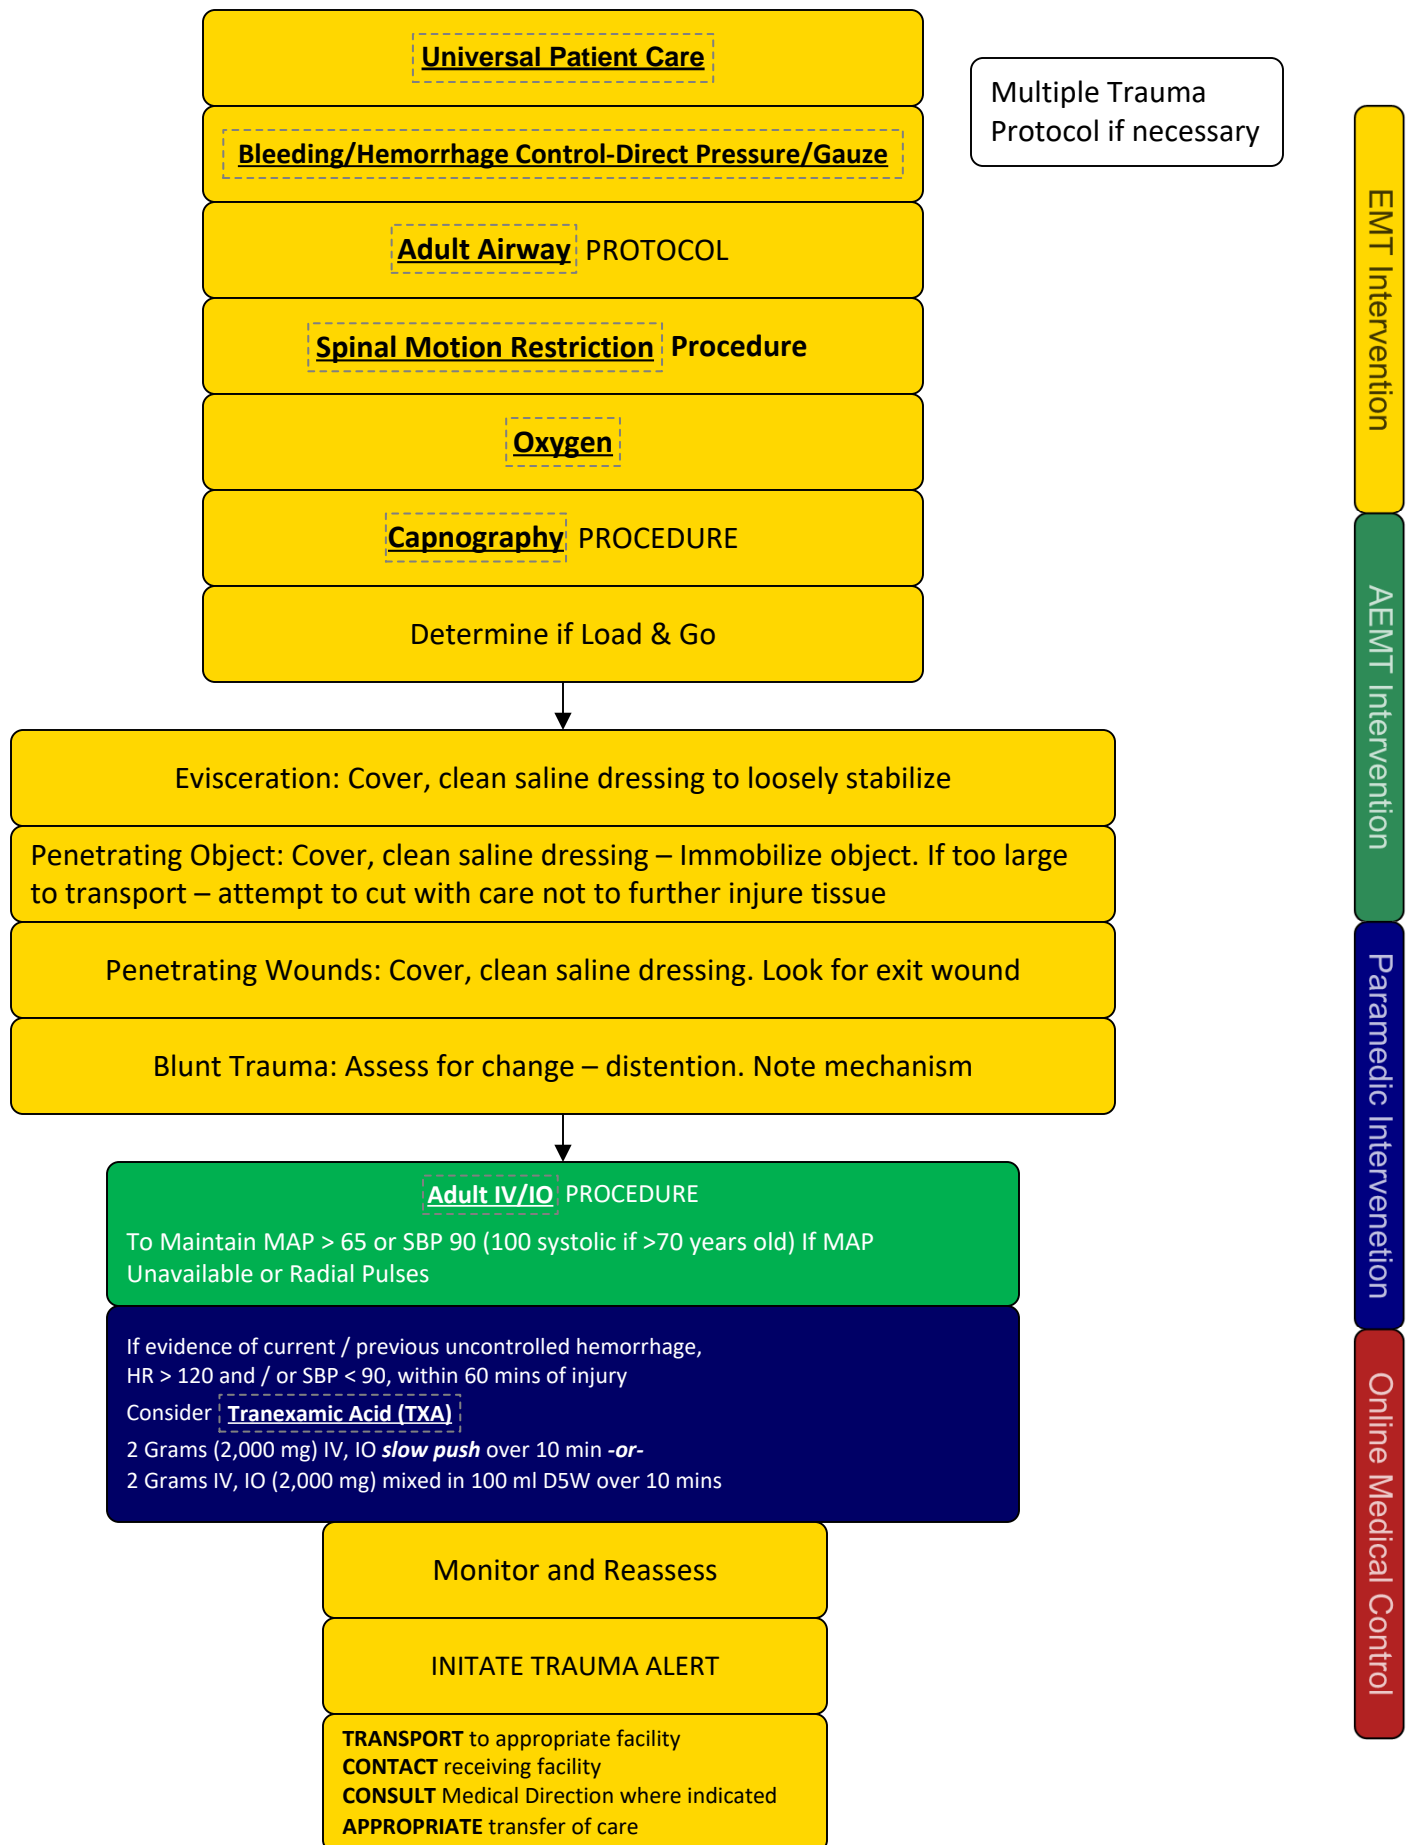 Universal Patient Care
Multiple Trauma
Protocol if necessary
Bleeding/Hemorrhage Control-Direct Pressure/Gauze
Adult Airway PROTOCOL
Spinal Motion Restriction Procedure
Oxygen
Capnography PROCEDURE
Determine if Load & Go
Evisceration: Cover, clean saline dressing to loosely stabilize
Penetrating Object: Cover, clean saline dressing – Immobilize object. If too large
to transport – attempt to cut with care not to further injure tissue
Penetrating Wounds: Cover, clean saline dressing. Look for exit wound
Blunt Trauma: Assess for change – distention. Note mechanism
Adult IV/IO PROCEDURE
To Maintain MAP > 65 or SBP 90 (100 systolic if >70 years old) If MAP
Unavailable or Radial Pulses
If evidence of current / previous uncontrolled hemorrhage,
HR > 120 and / or SBP < 90, within 60 mins of injury
Consider Tranexamic Acid (TXA)
2 Grams (2,000 mg) IV, IO slow push over 10 min -or-
2 Grams IV, IO (2,000 mg) mixed in 100 ml D5W over 10 mins
Monitor and Reassess
INITATE TRAUMA ALERT
TRANSPORT to appropriate facility
CONTACT receiving facility
CONSULT Medical Direction where indicated
APPROPRIATE transfer of care
EMT Intervention
AEMT Intervention
Paramedic Intervenetion
Online Medical Control